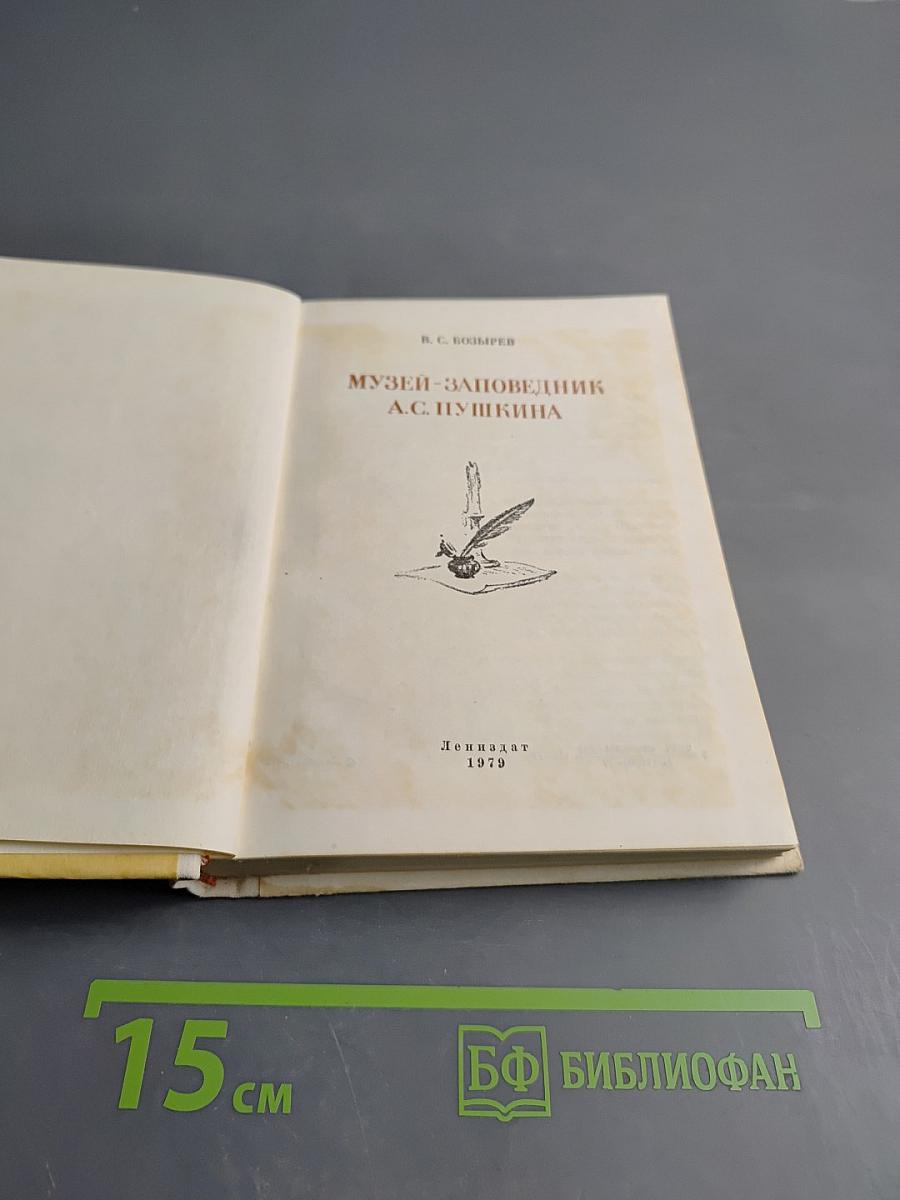 В. С. БОЗЫРЕВ
МУЗЕЙ-ЗАПОВЕДНИК
А.С. ПУШКИНА
Лениздат
1979
15 см
БФ БИБЛИОФАН